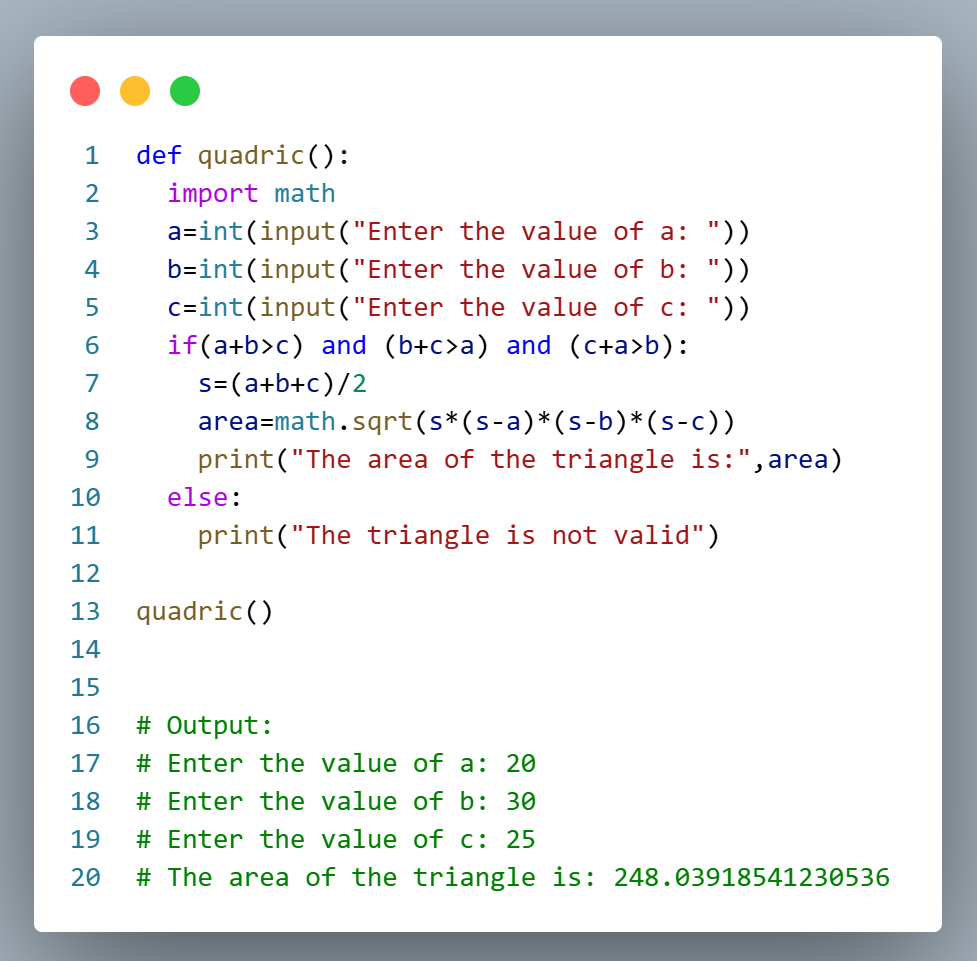 1 def quadric():
2   import math
3   a=int(input("Enter the value of a: "))
4   b=int(input("Enter the value of b: "))
5   c=int(input("Enter the value of c: "))
6   if(a+b>c) and (b+c>a) and (c+a>b):
7     s=(a+b+c)/2
8     area=math.sqrt(s*(s-a)*(s-b)*(s-c))
9     print("The area of the triangle is:",area)
10   else:
11     print("The triangle is not valid")
12
13 quadric()
14
15
16 # Output:
17 # Enter the value of a: 20
18 # Enter the value of b: 30
19 # Enter the value of c: 25
20 # The area of the triangle is: 248.03918541230536